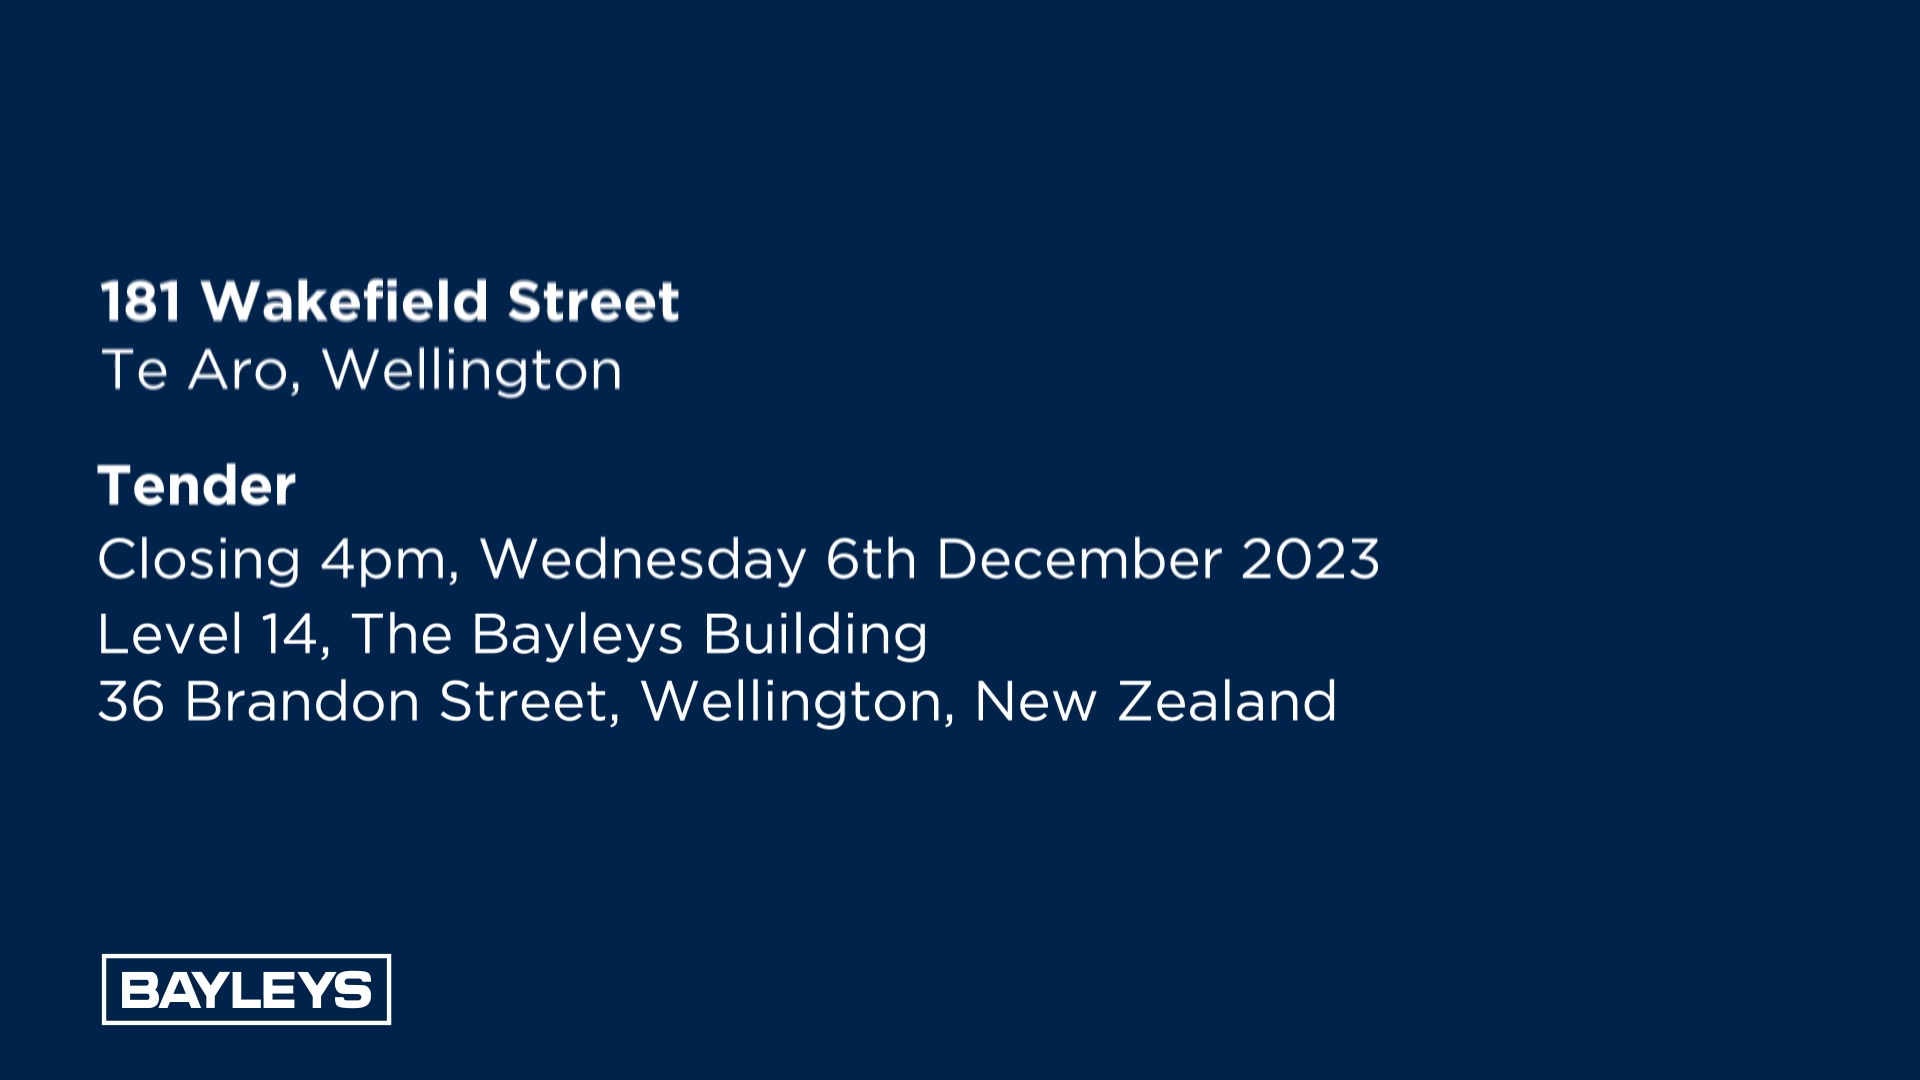 181 Wakefield Street
Te Aro, Wellington
Tender
Closing 4pm, Wednesday 6th December 2023
Level 14, The Bayleys Building
36 Brandon Street, Wellington, New Zealand
BAYLEYS